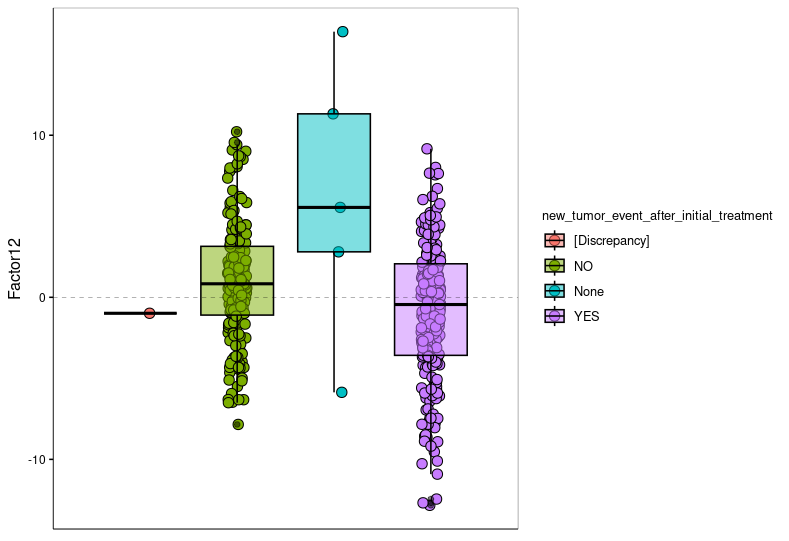 Factor12
10
0
-10
new_tumor_event_after_initial_treatment
[Discrepancy]
NO
None
YES